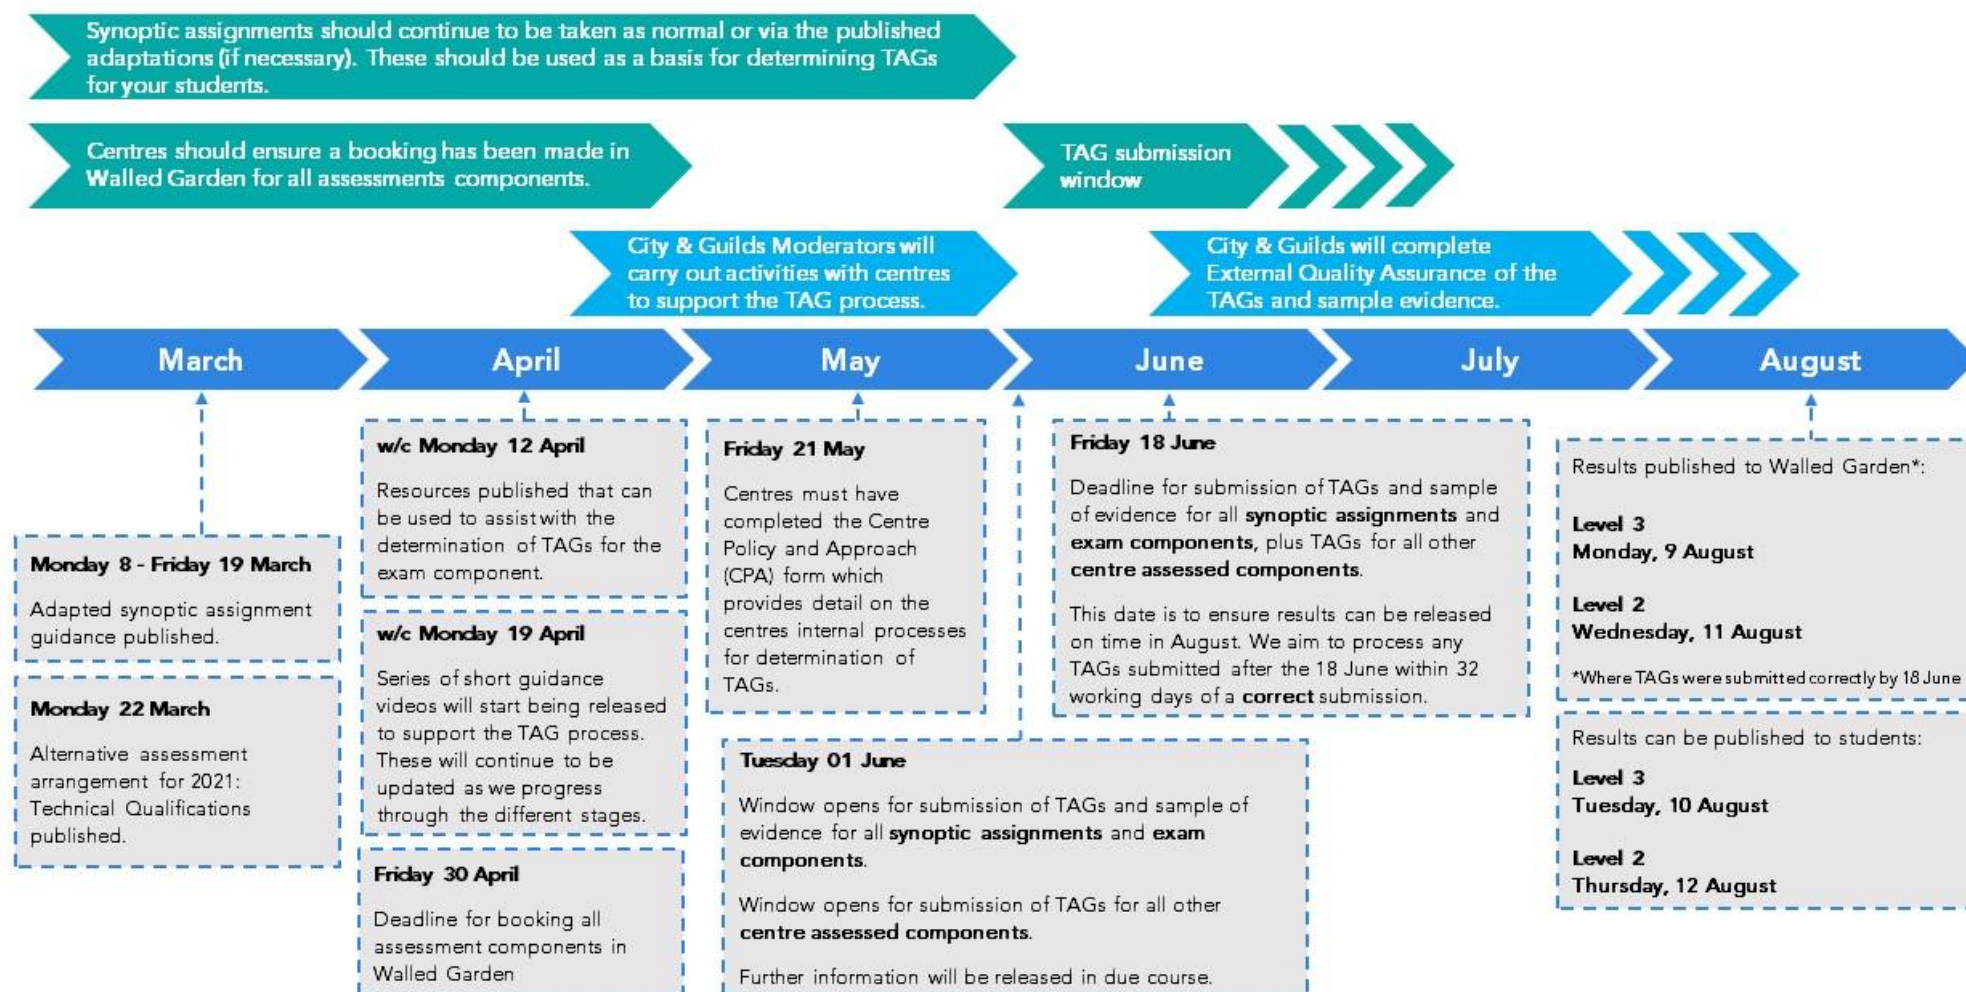 Synoptic assignments should continue to be taken as normal or via the published
adaptations (if necessary). These should be used as a basis for determining TAGs
for your students.
Centres should ensure a booking has been made in
Walled Garden for all assessments components.
TAG submission
window
City & Guilds Moderators will
carry out activities with centres
to support the TAG process.
City & Guilds will complete
External Quality Assurance of the
TAGs and sample evidence.
March
April
May
June
July
August
Monday 8 - Friday 19 March
Adapted synoptic assignment
guidance published.
Monday 22 March
Alternative assessment
arrangement for 2021:
Technical Qualifications
published.
w/c Monday 12 April
Resources published that can
be used to assist with the
determination of TAGs for the
exam component.
w/c Monday 19 April
Series of short guidance
videos will start being released
to support the TAG process.
These will continue to be
updated as we progress
through the different stages.
Friday 30 April
Deadline for booking all
assessment components in
Walled Garden
Friday 21 May
Centres must have
completed the Centre
Policy and Approach
(CPA) form which
provides detail on the
centres internal processes
for determination of
TAGs.
Tuesday 01 June
Window opens for submission of TAGs and sample of
evidence for all synoptic assignments and exam
components.
Window opens for submission of TAGs for all other
centre assessed components.
Further information will be released in due course.
Friday 18 June
Deadline for submission of TAGs and sample
of evidence for all synoptic assignments and
exam components, plus TAGs for all other
centre assessed components.
This date is to ensure results can be released
on time in August. We aim to process any
TAGs submitted after the 18 June within 32
working days of a correct submission.
Results published to Walled Garden*:
Level 3
Monday, 9 August
Level 2
Wednesday, 11 August
*Where TAGs were submitted correctly by 18 June
Results can be published to students:
Level 3
Tuesday, 10 August
Level 2
Thursday, 12 August